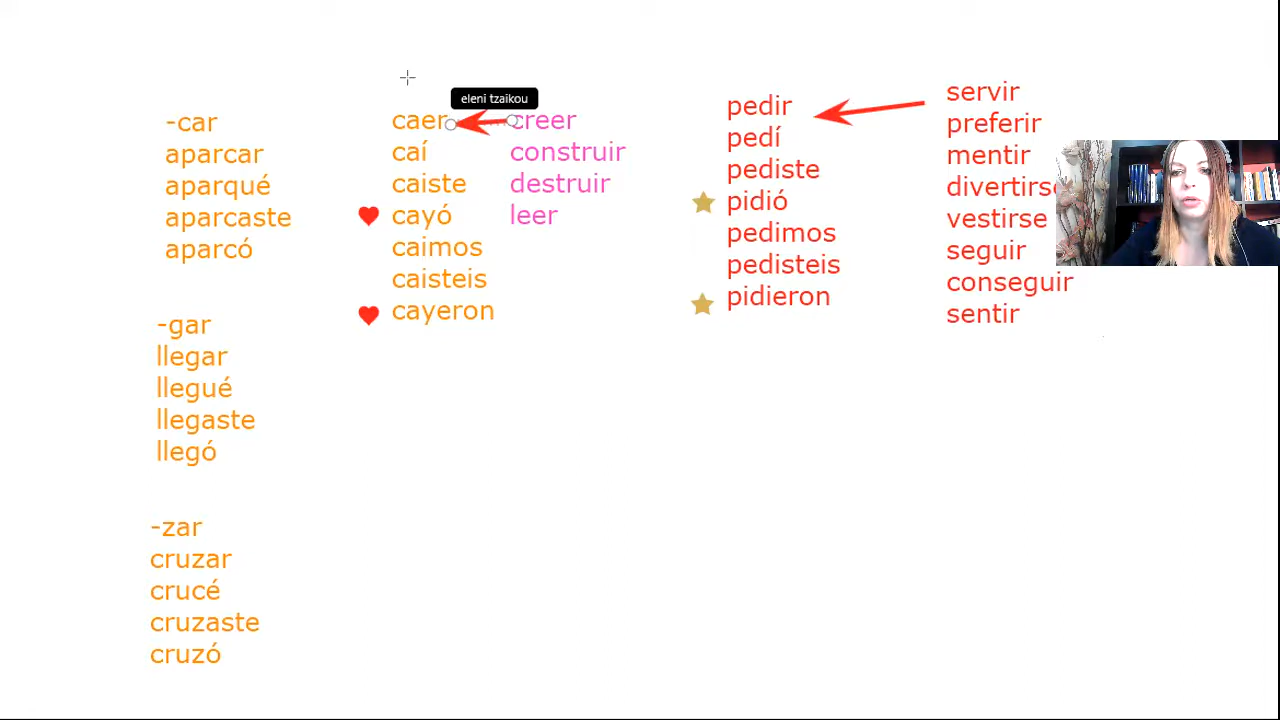 -car
aparcar
aparqué
aparcaste
aparcó
-gar
llegar
llegué
llegaste
llegó
-zar
cruzar
crucé
cruzaste
cruzó
eleni tzaikou
caer
caí
caiste
cayó
caimos
caisteis
cayeron
creer
construir
destruir
leer
pedir
pedí
pediste
pidió
pedimos
pedisteis
pidieron
servir
preferir
mentir
divertirse
vestirse
seguir
conseguir
sentir